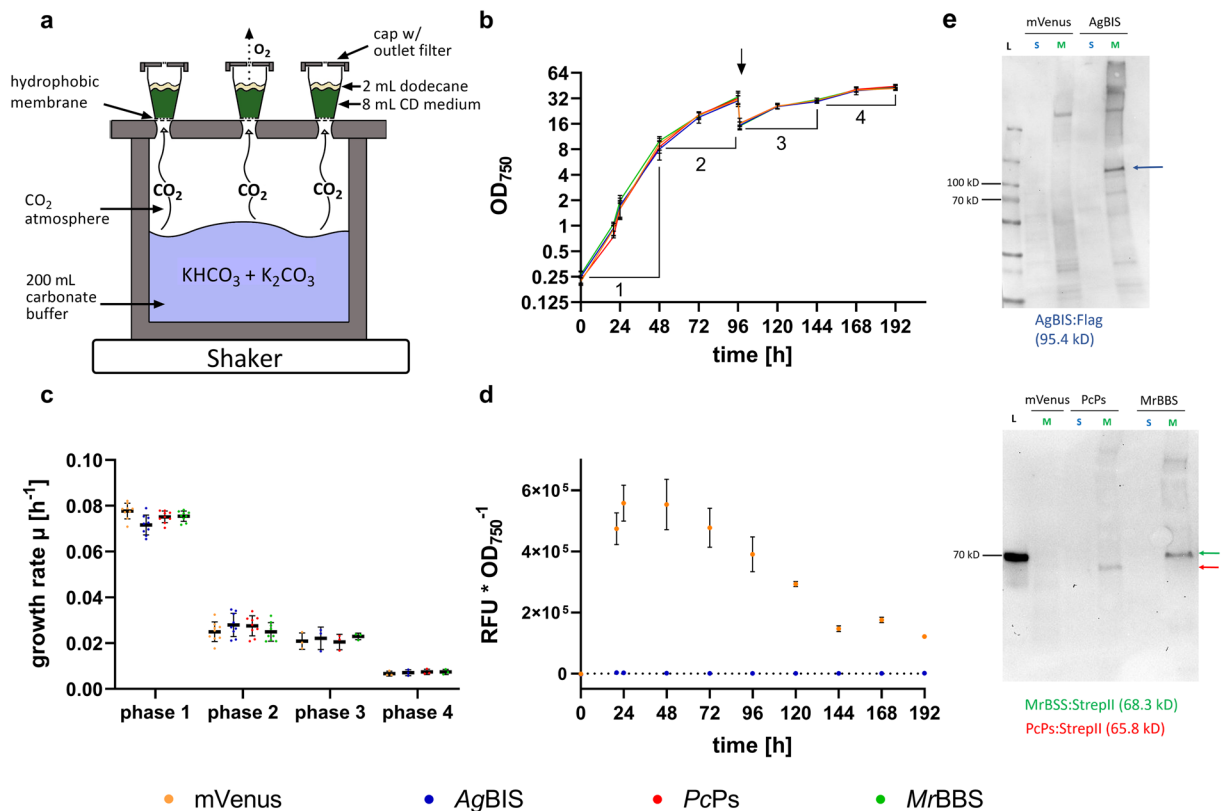 a
O2
cap w/
outlet filter
hydrophobic
membrane
2 mL dodecane
8 mL CD medium
CO2
CO2
CO2
CO2
atmosphere
KHCO3 + K2CO3
200 mL
carbonate
buffer
Shaker
b
OD750
64
32
16
8
4
2
1
0.5
0.25
0.125
1
2
3
4
0
24
48
72
96
120
144
168
192
time [h]
c
growth rate µ [h-1]
0.10
0.08
0.06
0.04
0.02
0.00
phase 1
phase 2
phase 3
phase 4
d
RFU * OD750-1
6×10^5
4×10^5
2×10^5
0
0
24
48
72
96
120
144
168
192
time [h]
e
mVenus AgBIS
L S M S M
100 kD
70 kD
AgBIS:Flag
(95.4 kD)
mVenus PcPs MrBBS
L M S M S M
70 kD
MrBSS:StrepII (68.3 kD)
PcPs:StrepII (65.8 kD)
mVenus
AgBIS
PcPs
MrBBS